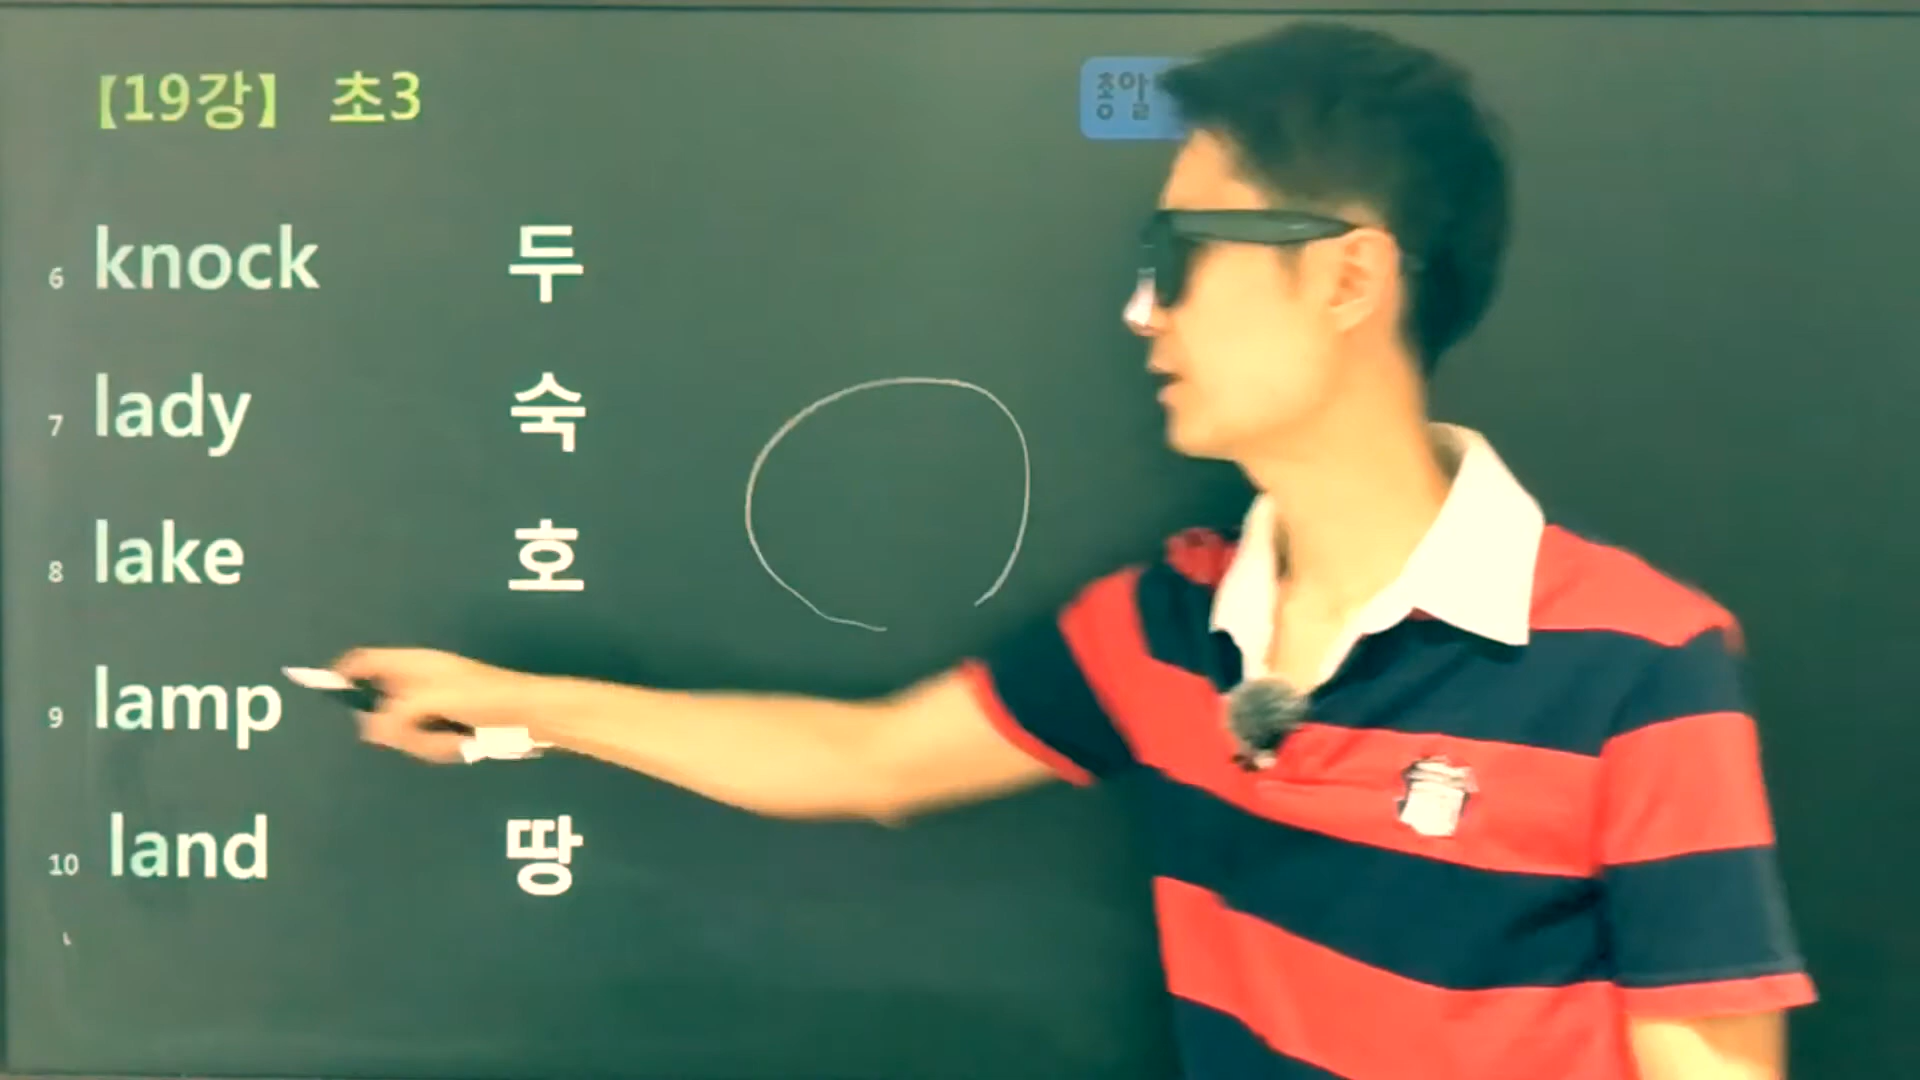 【19강】 초3
6 knock 두
7 lady 숙
8 lake 호
9 lamp
10 land 땅